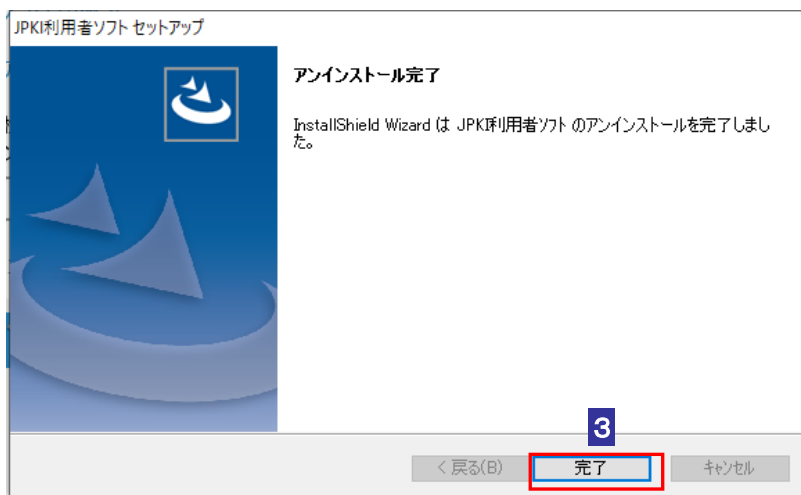 JPKI利用者ソフト セットアップ
アンインストール完了
InstallShield Wizard は JPKI利用者ソフト のアンインストールを完了しまし
た。
3
< 戻る(B)
完了
キャンセル